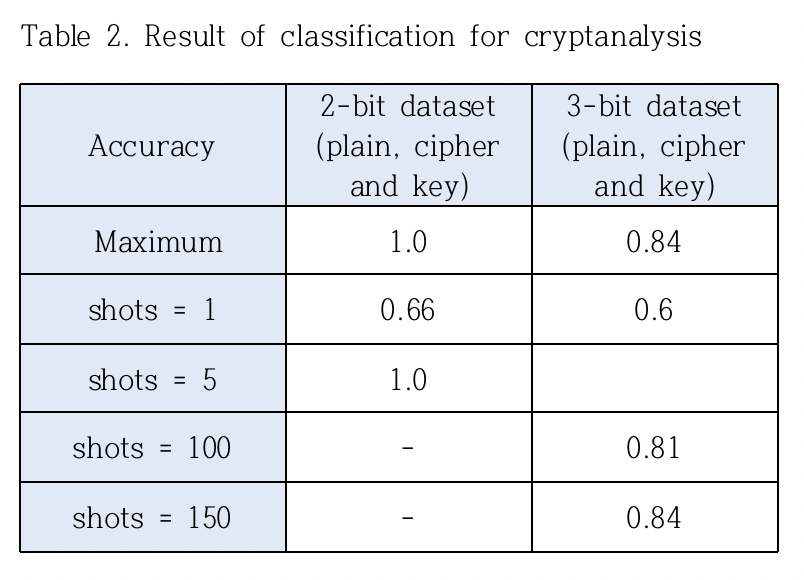 Table 2. Result of classification for cryptanalysis
Accuracy
2-bit dataset
(plain, cipher
and key)
3-bit dataset
(plain, cipher
and key)
Maximum 1.0 0.84
shots = 1 0.66 0.6
shots = 5 1.0
shots = 100 - 0.81
shots = 150 - 0.84